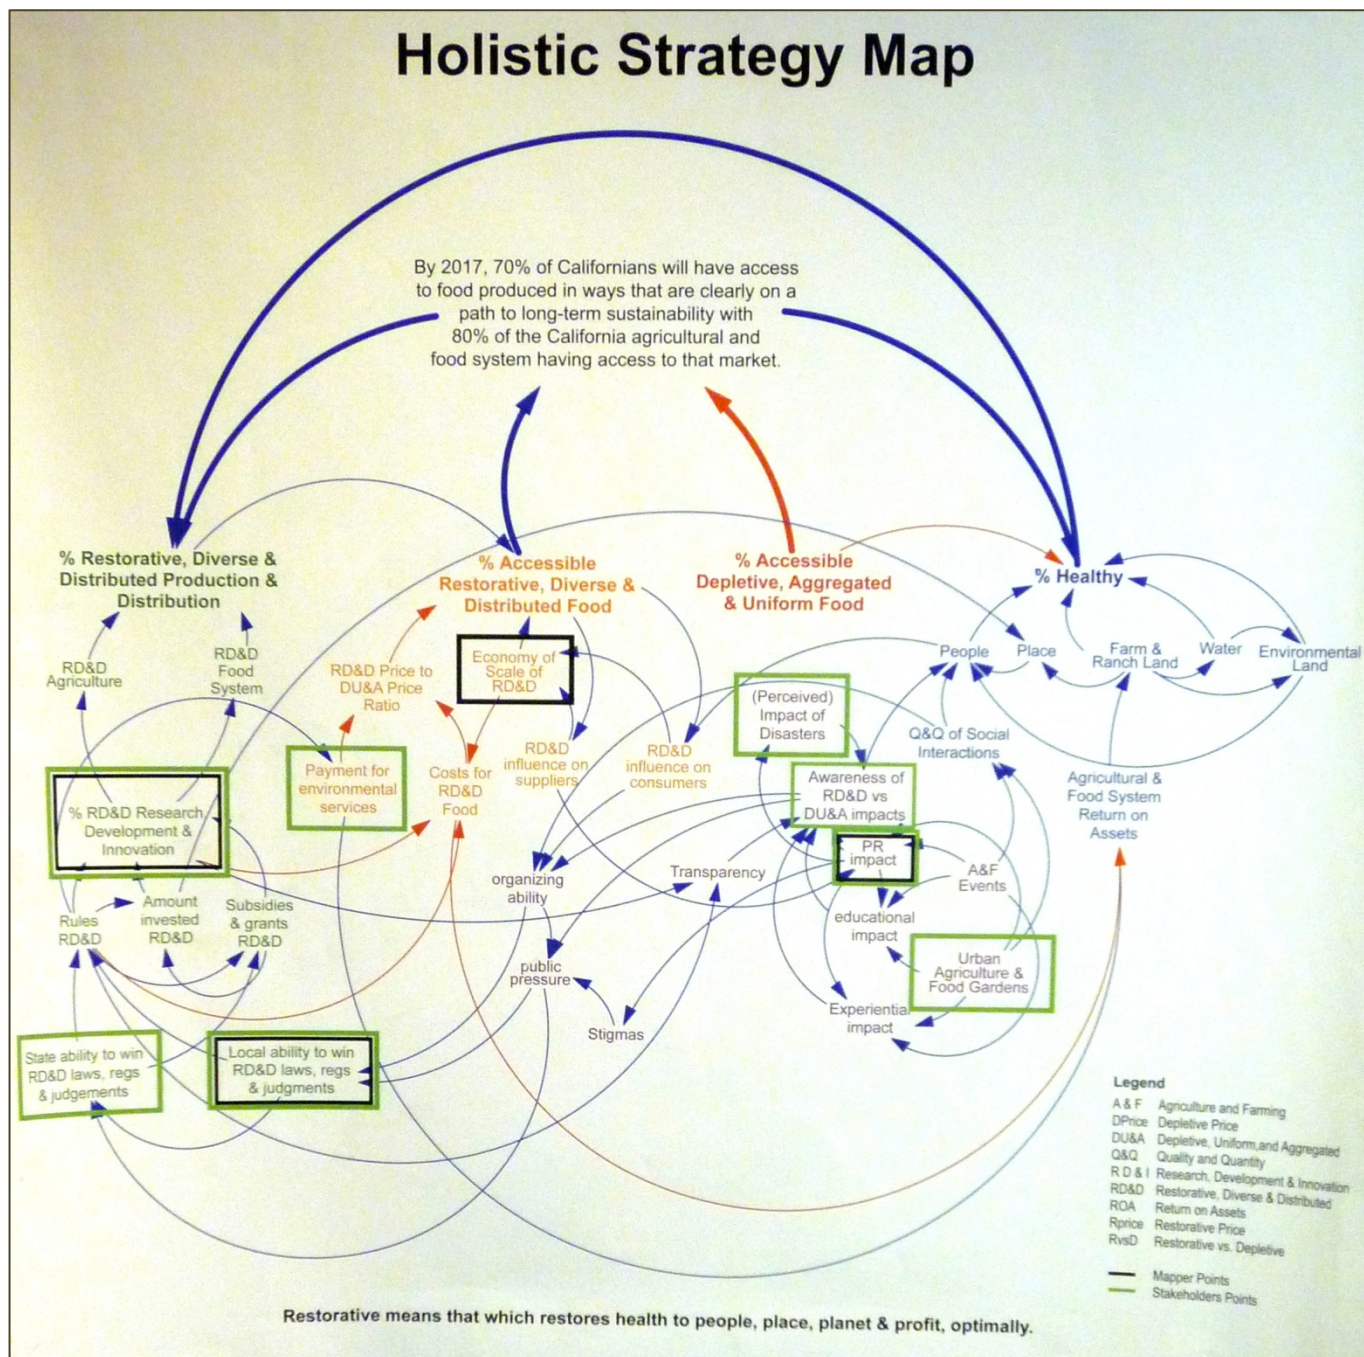 Holistic Strategy Map
By 2017, 70% of Californians will have access
to food produced in ways that are clearly on a
path to long-term sustainability with
80% of the California agricultural and
food system having access to that market.
% Restorative, Diverse &
Distributed Production &
Distribution
% Accessible
Restorative, Diverse &
Distributed Food
% Accessible
Depletive, Aggregated
& Uniform Food
% Healthy
RD&D
Agriculture
RD&D
Food
System
RD&D Price to
DU&A Price
Ratio
Economy of
Scale of
RD&D
People
Place
Farm &
Ranch Land
Water
Environmental
Land
(Perceived)
Impact of
Disasters
Q&Q of Social
Interactions
Payment for
environmental
services
Costs for
RD&D
Food
RD&D
influence on
suppliers
RD&D
influence on
consumers
Awareness of
RD&D vs
DU&A impacts
Agricultural &
Food System
Return on
Assets
% RD&D Research
Development &
Innovation
PR
impact
organizing
ability
Transparency
A&F
Events
Rules
RD&D
Amount
invested
RD&D
Subsidies
& grants
RD&D
educational
impact
public
pressure
Urban
Agriculture &
Food Gardens
Stigmas
Experiential
impact
State ability to win
RD&D laws, regs
& judgements
Local ability to win
RD&D laws, regs
& judgments
Legend
A & F Agriculture and Farming
DPrice Depletive Price
DU&A Depletive, Uniform,and Aggregated
Q&Q Quality and Quantity
R D & I Research, Development & Innovation
RD&D Restorative, Diverse & Distributed
ROA Return on Assets
Rprice Restorative Price
RvsD Restorative vs. Depletive
Mapper Points
Stakeholders Points
Restorative means that which restores health to people, place, planet & profit, optimally.